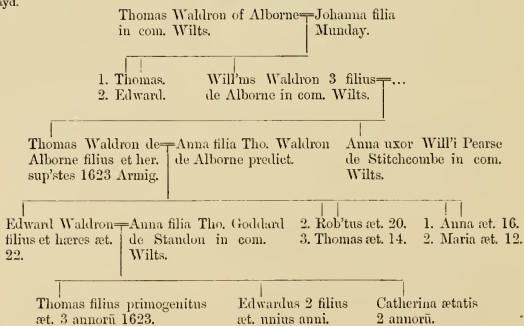 Thomas Waldron of Alborne=Johanna filia
in com. Wilts. Munday.
1. Thomas. Will'ms Waldron 3 filius=...
2. Edward. de Alborne in com. Wilts.
Thomas Waldron de=Anna filia Tho. Waldron Anna uxor Will'i Pearse
Alborne filius et her. de Alborne predict. de Stitchcombe in com.
sup'stes 1623 Armig. Wilts.
Edward Waldron=Anna filia Tho. Goddard 2. Rob'tus æt. 20. 1. Anna æt. 16.
filius et hæres æt. de Standon in com. 3. Thomas æt. 14. 2. Maria æt. 12.
22. Wilts.
Thomas filius primogenitus Edwardus 2 filius Catherina ætatis
æt. 3 annorū 1623. æt. unius anni. 2 annorū.